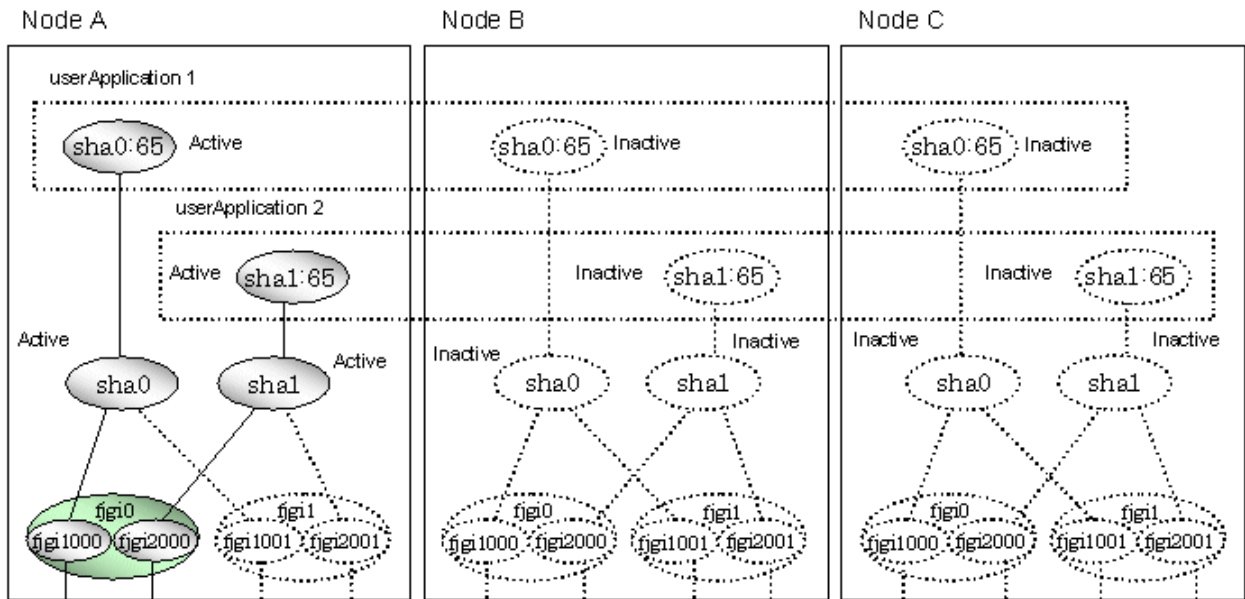 Node A
Node B
Node C
userApplication 1
sha0:65
Active
sha0:65
Inactive
sha0:65
Inactive
userApplication 2
Active
sha1:65
Inactive
sha1:65
Inactive
sha1:65
Active
Active
Inactive
Inactive
Inactive
Inactive
sha0
sha1
sha0
sha1
sha0
sha1
fjgi0
fjgi1
fjgi0
fjgi1
fjgi0
fjgi1
fjgi1000
fjgi2000
fjgi1001
fjgi2001
fjgi1000
fjgi2000
fjgi1001
fjgi2001
fjgi1000
fjgi2000
fjgi1001
fjgi2001